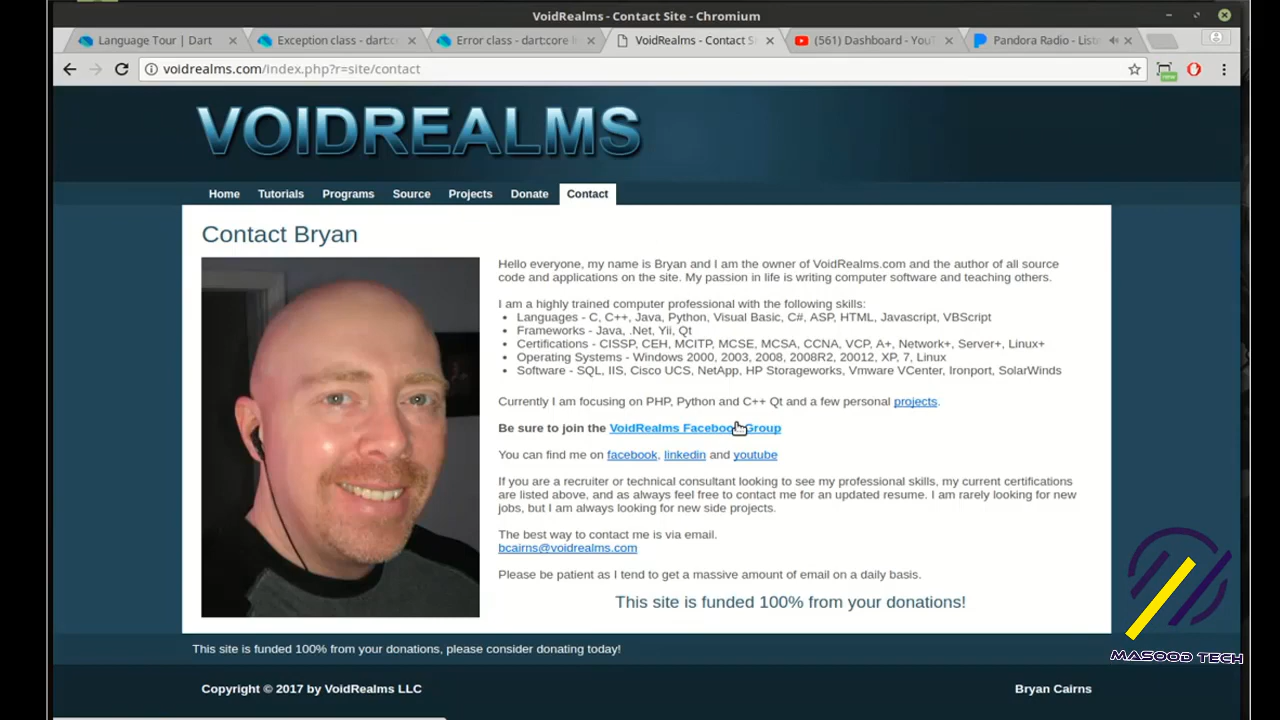 VoidRealms - Contact Site - Chromium
Language Tour | Dart
Exception class - dart:c
Error class - dart:core li
VoidRealms - Contact S
(561) Dashboard - YouT
Pandora Radio - Liste
voidrealms.com/index.php?r=site/contact
new
VOIDREALMS
Home Tutorials Programs Source Projects Donate Contact
Contact Bryan
Hello everyone, my name is Bryan and I am the owner of VoidRealms.com and the author of all source
code and applications on the site. My passion in life is writing computer software and teaching others.
I am a highly trained computer professional with the following skills:
• Languages - C, C++, Java, Python, Visual Basic, C#, ASP, HTML, Javascript, VBScript
• Frameworks - Java, .Net, Yii, Qt
• Certifications - CISSP, CEH, MCITP, MCSE, MCSA, CCNA, VCP, A+, Network+, Server+, Linux+
• Operating Systems - Windows 2000, 2003, 2008, 2008R2, 20012, XP, 7, Linux
• Software - SQL, IIS, Cisco UCS, NetApp, HP Storageworks, Vmware VCenter, Ironport, SolarWinds
Currently I am focusing on PHP, Python and C++ Qt and a few personal projects.
Be sure to join the VoidRealms Facebook Group
You can find me on facebook, linkedin and youtube
If you are a recruiter or technical consultant looking to see my professional skills, my current certifications
are listed above, and as always feel free to contact me for an updated resume. I am rarely looking for new
jobs, but I am always looking for new side projects.
The best way to contact me is via email.
bcairns@voidrealms.com
Please be patient as I tend to get a massive amount of email on a daily basis.
This site is funded 100% from your donations!
This site is funded 100% from your donations, please consider donating today!
MASOOD TECH
Copyright © 2017 by VoidRealms LLC
Bryan Cairns